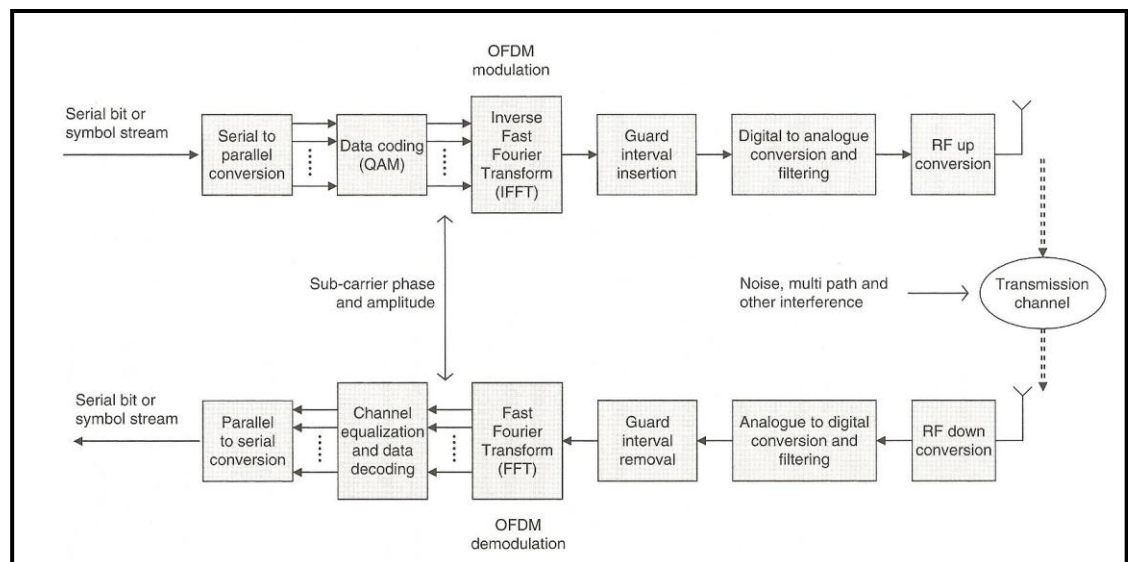 OFDM
modulation
Serial bit or
symbol stream
Serial to
parallel
conversion
Data coding
(QAM)
Inverse
Fast
Fourier
Transform
(IFFT)
Guard
interval
insertion
Digital to analogue
conversion and
filtering
RF up
conversion
Sub-carrier phase
and amplitude
Noise, multi path and
other interference
Transmission
channel
Serial bit or
symbol stream
Parallel
to serial
conversion
Channel
equalization
and data
decoding
Fast
Fourier
Transform
(FFT)
Guard
interval
removal
Analogue to digital
conversion and
filtering
RF down
conversion
OFDM
demodulation